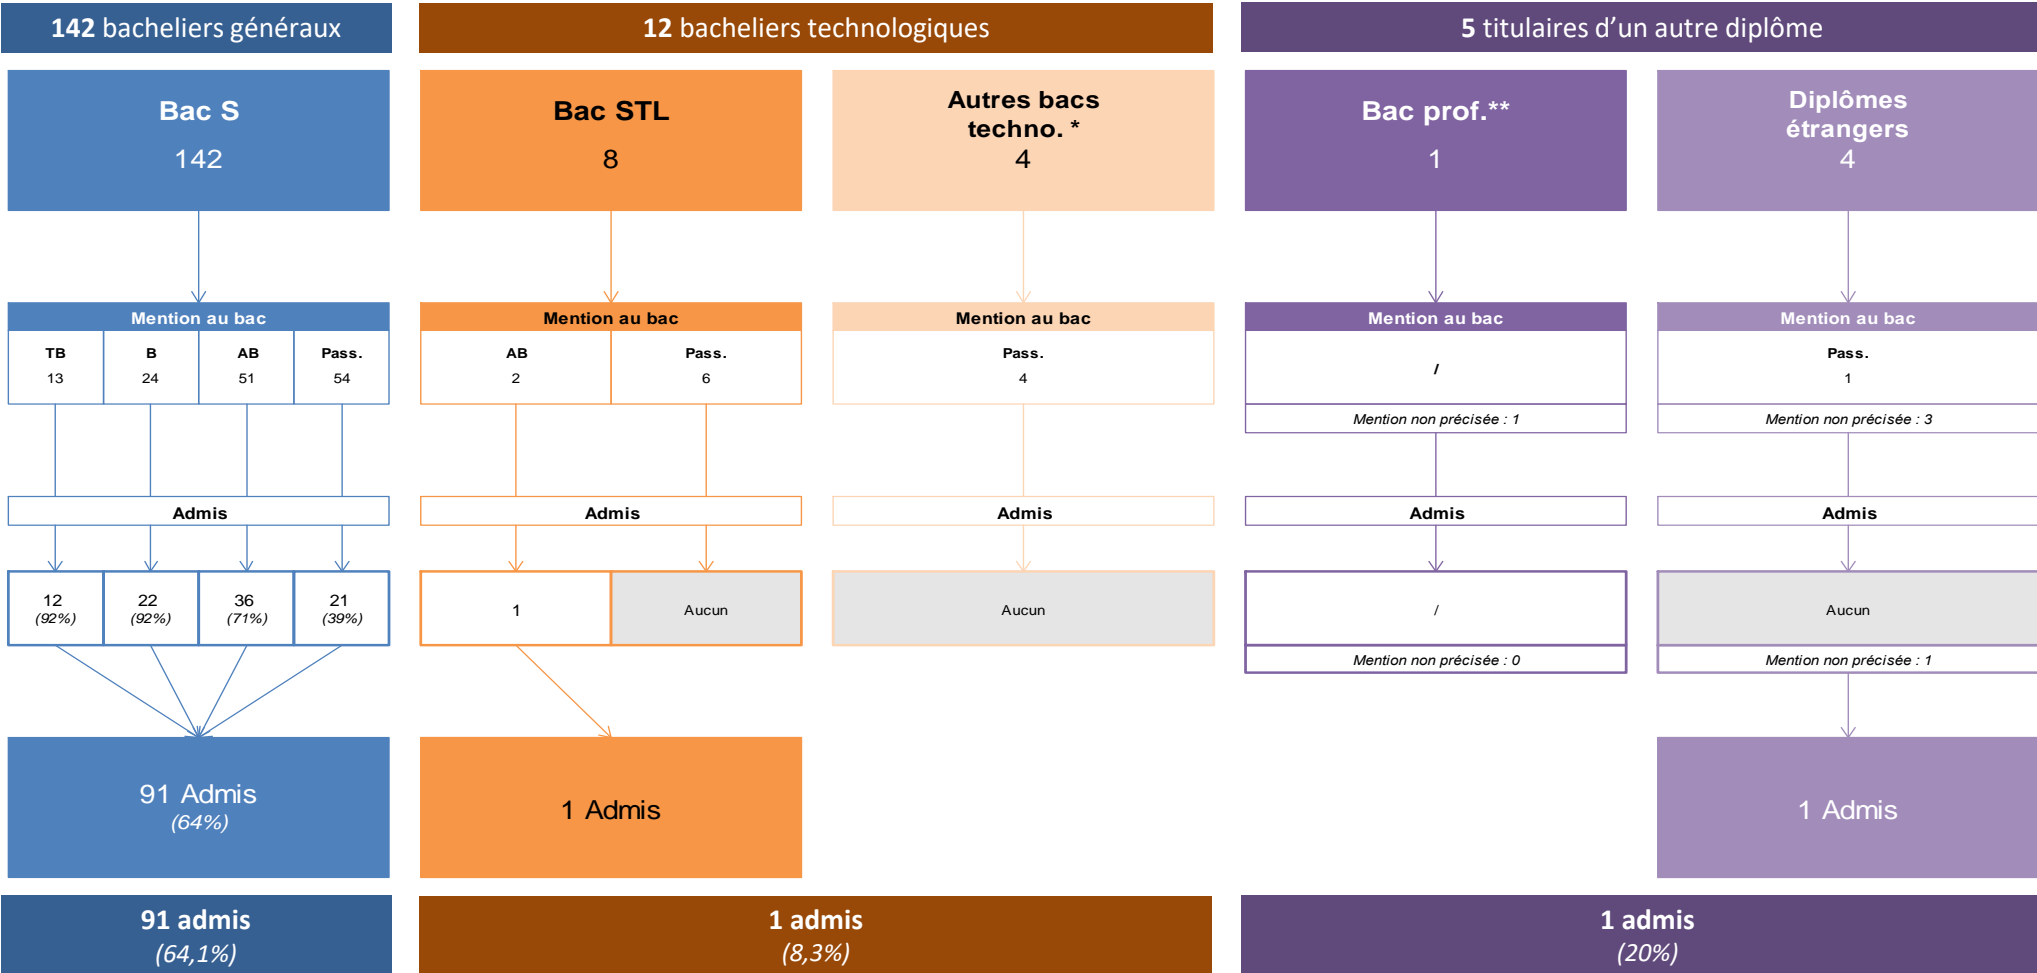 142 bacheliers généraux
12 bacheliers technologiques
5 titulaires d’un autre diplôme
Bac S
142
Bac STL
8
Autres bacs
techno. *
4
Bac prof.**
1
Diplômes
étrangers
4
Mention au bac
TB
13
B
24
AB
51
Pass.
54
Mention au bac
AB
2
Pass.
6
Mention au bac
Pass.
4
Mention au bac
/
Mention non précisée : 1
Mention au bac
Pass.
1
Mention non précisée : 3
Admis
Admis
Admis
Admis
Admis
12
(92%)
22
(92%)
36
(71%)
21
(39%)
1
Aucun
Aucun
/
Mention non précisée : 0
Aucun
Mention non précisée : 1
91 Admis
(64%)
1 Admis
1 Admis
91 admis
(64,1%)
1 admis
(8,3%)
1 admis
(20%)